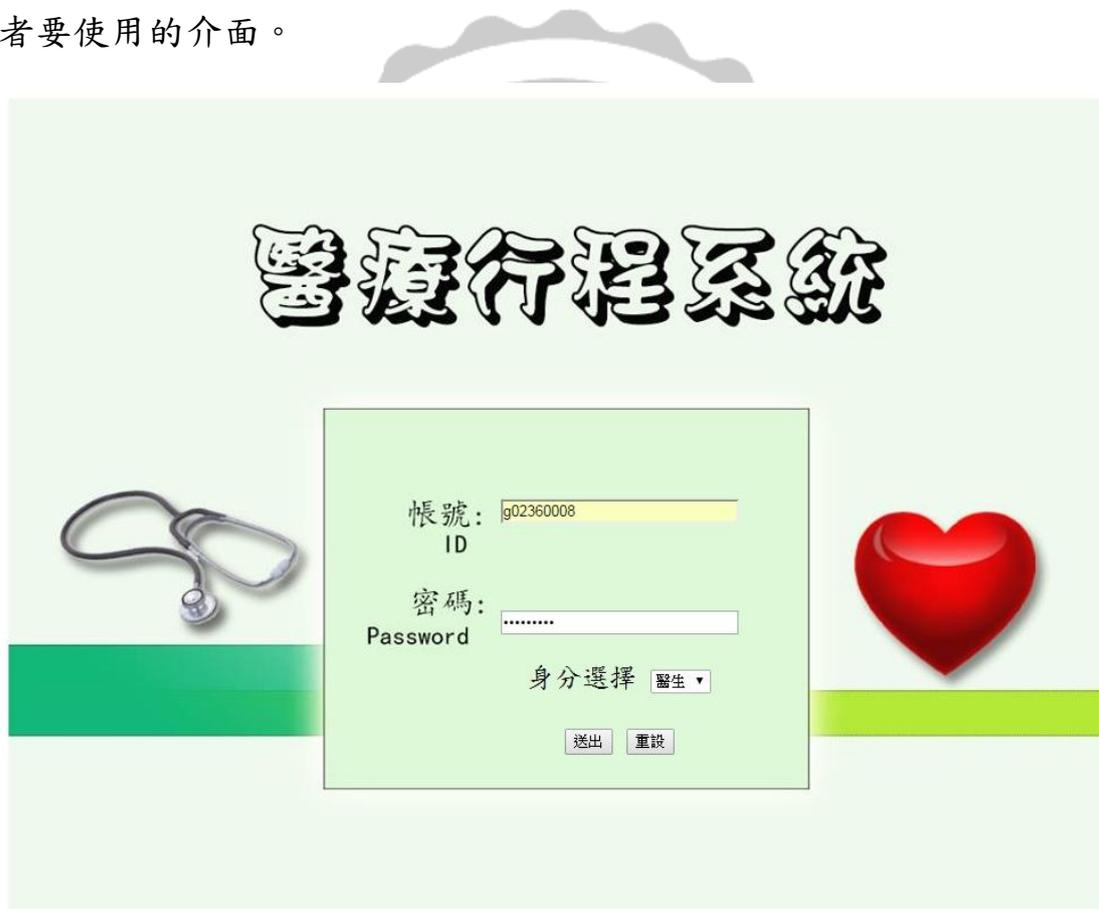 者要使用的介面。
醫療行程系統
帳號: g02360008
ID
密碼: •••••••••
Password
身分選擇 醫生 ▼
送出 重設